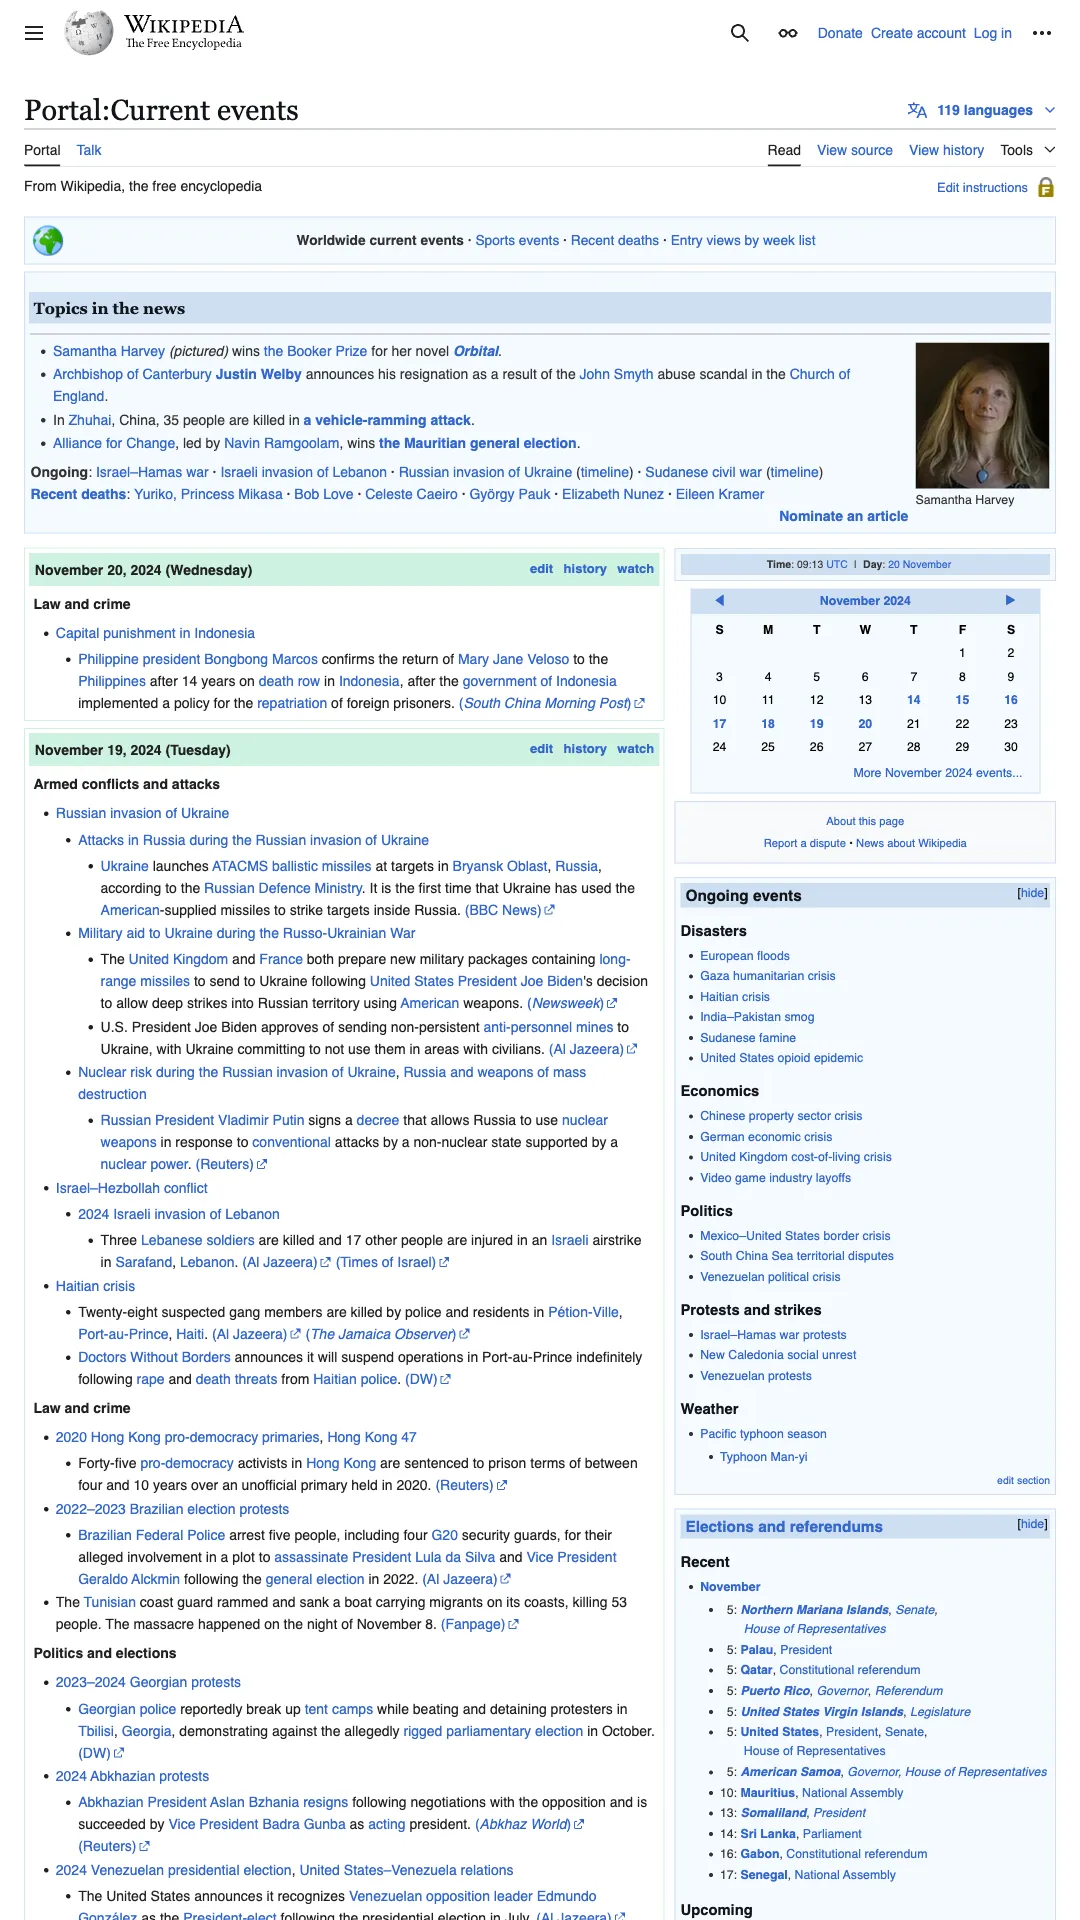 WIKIPEDIA
The Free Encyclopedia
Donate Create account Log in
Portal:Current events
119 languages
Portal Talk
Read View source View history Tools
From Wikipedia, the free encyclopedia
Edit instructions
Worldwide current events · Sports events · Recent deaths · Entry views by week list
Topics in the news
• Samantha Harvey (pictured) wins the Booker Prize for her novel Orbital.
• Archbishop of Canterbury Justin Welby announces his resignation as a result of the John Smyth abuse scandal in the Church of
England.
• In Zhuhai, China, 35 people are killed in a vehicle-ramming attack.
• Alliance for Change, led by Navin Ramgoolam, wins the Mauritian general election.
Ongoing: Israel–Hamas war · Israeli invasion of Lebanon · Russian invasion of Ukraine (timeline) · Sudanese civil war (timeline)
Recent deaths: Yuriko, Princess Mikasa · Bob Love · Celeste Caeiro · György Pauk · Elizabeth Nunez · Eileen Kramer
Samantha Harvey
Nominate an article
November 20, 2024 (Wednesday)
edit history watch
Law and crime
• Capital punishment in Indonesia
• Philippine president Bongbong Marcos confirms the return of Mary Jane Veloso to the
Philippines after 14 years on death row in Indonesia, after the government of Indonesia
implemented a policy for the repatriation of foreign prisoners. (South China Morning Post)
November 19, 2024 (Tuesday)
edit history watch
Armed conflicts and attacks
• Russian invasion of Ukraine
• Attacks in Russia during the Russian invasion of Ukraine
• Ukraine launches ATACMS ballistic missiles at targets in Bryansk Oblast, Russia,
according to the Russian Defence Ministry. It is the first time that Ukraine has used the
American-supplied missiles to strike targets inside Russia. (BBC News)
• Military aid to Ukraine during the Russo-Ukrainian War
• The United Kingdom and France both prepare new military packages containing long-
range missiles to send to Ukraine following United States President Joe Biden's decision
to allow deep strikes into Russian territory using American weapons. (Newsweek)
• U.S. President Joe Biden approves of sending non-persistent anti-personnel mines to
Ukraine, with Ukraine committing to not use them in areas with civilians. (Al Jazeera)
• Nuclear risk during the Russian invasion of Ukraine, Russia and weapons of mass
destruction
• Russian President Vladimir Putin signs a decree that allows Russia to use nuclear
weapons in response to conventional attacks by a non-nuclear state supported by a
nuclear power. (Reuters)
• Israel–Hezbollah conflict
• 2024 Israeli invasion of Lebanon
• Three Lebanese soldiers are killed and 17 other people are injured in an Israeli airstrike
in Sarafand, Lebanon. (Al Jazeera) (Times of Israel)
• Haitian crisis
• Twenty-eight suspected gang members are killed by police and residents in Pétion-Ville,
Port-au-Prince, Haiti. (Al Jazeera) (The Jamaica Observer)
• Doctors Without Borders announces it will suspend operations in Port-au-Prince indefinitely
following rape and death threats from Haitian police. (DW)
Law and crime
• 2020 Hong Kong pro-democracy primaries, Hong Kong 47
• Forty-five pro-democracy activists in Hong Kong are sentenced to prison terms of between
four and 10 years over an unofficial primary held in 2020. (Reuters)
• 2022–2023 Brazilian election protests
• Brazilian Federal Police arrest five people, including four G20 security guards, for their
alleged involvement in a plot to assassinate President Lula da Silva and Vice President
Geraldo Alckmin following the general election in 2022. (Al Jazeera)
• The Tunisian coast guard rammed and sank a boat carrying migrants on its coasts, killing 53
people. The massacre happened on the night of November 8. (Fanpage)
Politics and elections
• 2023–2024 Georgian protests
• Georgian police reportedly break up tent camps while beating and detaining protesters in
Tbilisi, Georgia, demonstrating against the allegedly rigged parliamentary election in October.
(DW)
• 2024 Abkhazian protests
• Abkhazian President Aslan Bzhania resigns following negotiations with the opposition and is
succeeded by Vice President Badra Gunba as acting president. (Abkhaz World)
(Reuters)
• 2024 Venezuelan presidential election, United States–Venezuela relations
• The United States announces it recognizes Venezuelan opposition leader Edmundo
González as the President-elect following the presidential election in July. (Al Jazeera)
Time: 09:13 UTC | Day: 20 November
◀ November 2024 ▶
S M T W T F S
1 2
3 4 5 6 7 8 9
10 11 12 13 14 15 16
17 18 19 20 21 22 23
24 25 26 27 28 29 30
More November 2024 events...
About this page
Report a dispute • News about Wikipedia
Ongoing events
[hide]
Disasters
• European floods
• Gaza humanitarian crisis
• Haitian crisis
• India–Pakistan smog
• Sudanese famine
• United States opioid epidemic
Economics
• Chinese property sector crisis
• German economic crisis
• United Kingdom cost-of-living crisis
• Video game industry layoffs
Politics
• Mexico–United States border crisis
• South China Sea territorial disputes
• Venezuelan political crisis
Protests and strikes
• Israel–Hamas war protests
• New Caledonia social unrest
• Venezuelan protests
Weather
• Pacific typhoon season
• Typhoon Man-yi
edit section
Elections and referendums
[hide]
Recent
• November
• 5: Northern Mariana Islands, Senate,
House of Representatives
• 5: Palau, President
• 5: Qatar, Constitutional referendum
• 5: Puerto Rico, Governor, Referendum
• 5: United States Virgin Islands, Legislature
• 5: United States, President, Senate,
House of Representatives
• 5: American Samoa, Governor, House of Representatives
• 10: Mauritius, National Assembly
• 13: Somaliland, President
• 14: Sri Lanka, Parliament
• 16: Gabon, Constitutional referendum
• 17: Senegal, National Assembly
Upcoming